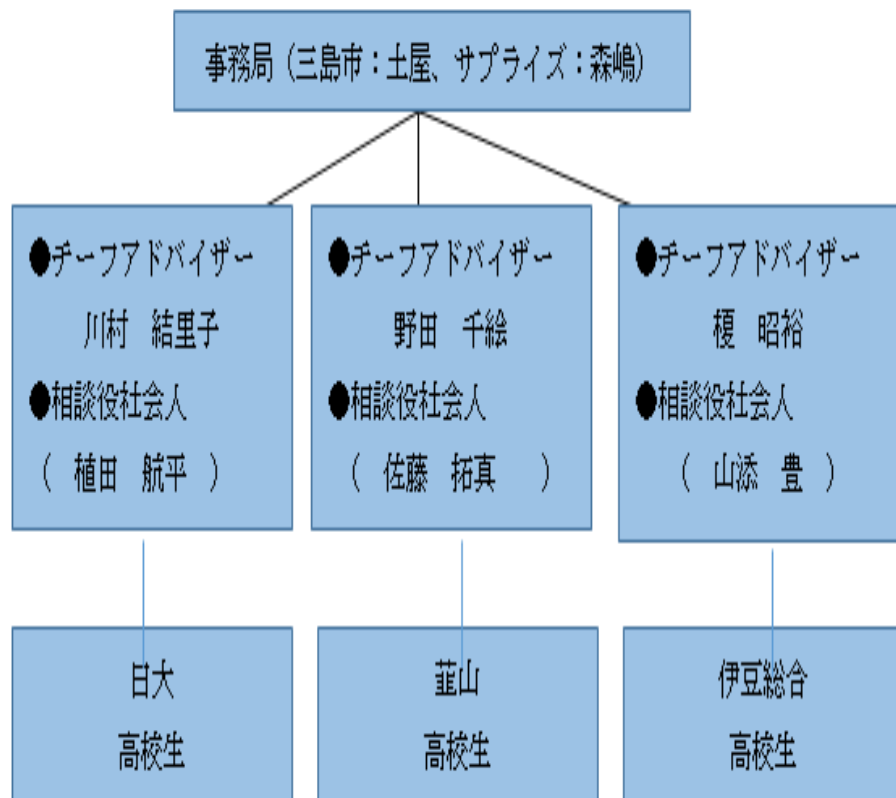 事務局（三島市：土屋、サプライズ：森嶋）
●チーフアドバイザー
川村　結里子
●相談役社会人
（　植田　航平　）
●チーフアドバイザー
野田　千絵
●相談役社会人
（　佐藤　拓真　）
●チーフアドバイザー
榎　昭裕
●相談役社会人
（　山添　豊　）
日大
高校生
韮山
高校生
伊豆総合
高校生